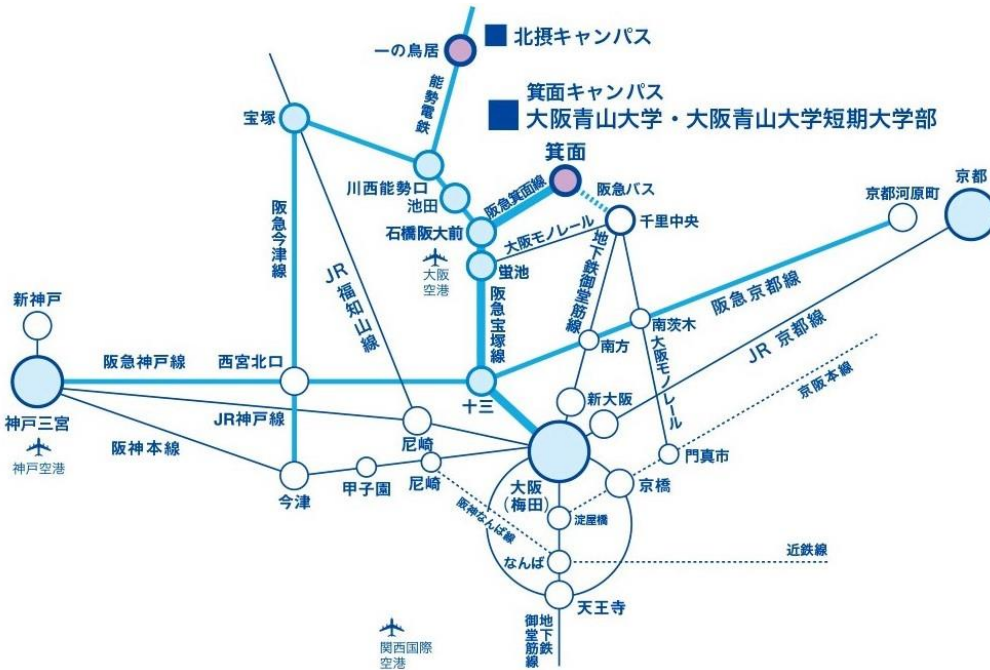 一の鳥居
北摂キャンパス
箕面キャンパス
大阪青山大学・大阪青山大学短期大学部
能勢電鉄
宝塚
箕面
阪急バス
京都
京都河原町
川西能勢口
池田
阪急箕面線
石橋阪大前
大阪モノレール
千里中央
大阪
空港
蛍池
阪急今津線
JR福知山線
地下鉄御堂筋線
阪急宝塚線
新神戸
南茨木
阪急京都線
南方
JR 京都線
大阪モノレール
京阪本線
阪急神戸線
西宮北口
十三
新大阪
神戸三宮
JR神戸線
尼崎
阪神本線
神戸空港
門真市
今津
甲子園
尼崎
大阪
(梅田)
京橋
淀屋橋
阪神なんば線
なんば
近鉄線
天王寺
地下鉄
御堂筋線
関西国際
空港